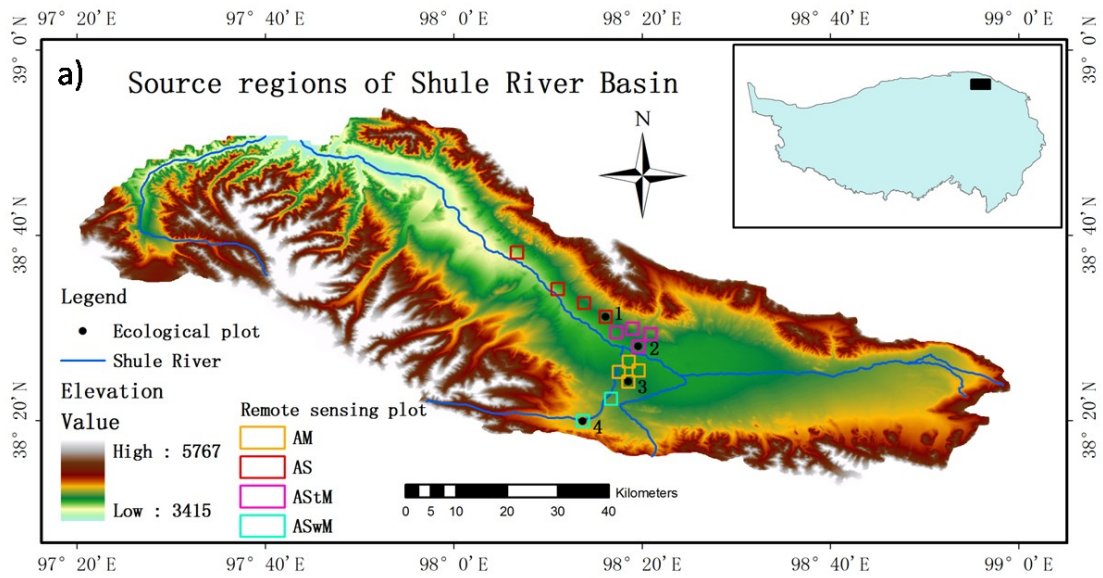 97° 20'E 97° 40'E 98° 0'E 98° 20'E 98° 40'E 99° 0'E
39° 0'N
39° 0'N
a)
Source regions of Shule River Basin
N
38° 40'N
38° 40'N
1
2
3
4
38° 20'N
38° 20'N
Legend
Ecological plot
Shule River
Elevation
Value
High : 5767
Low : 3415
Remote sensing plot
AM
AS
AStM
ASwM
Kilometers
0 5 10 20 30 40
97° 20'E 97° 40'E 98° 0'E 98° 20'E 98° 40'E 99° 0'E